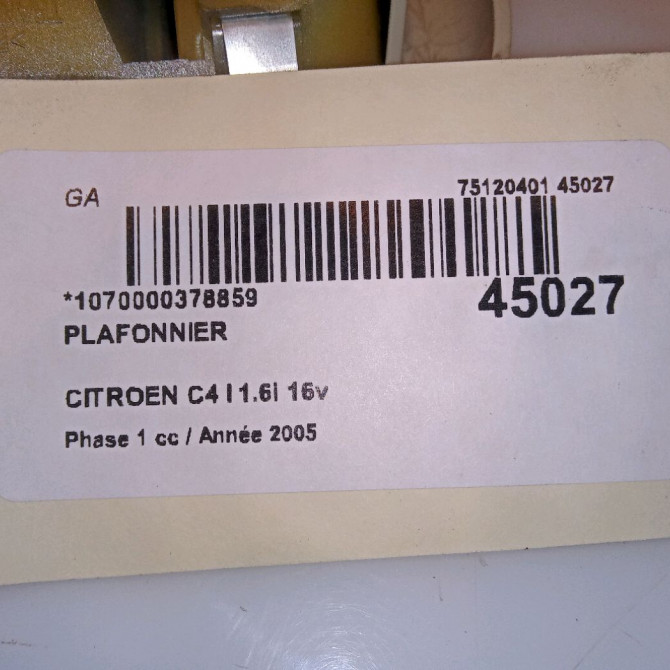 GA
75120401 45027
*1070000378859
45027
PLAFONNIER
CITROEN C4 I 1.6i 16v
Phase 1 cc / Année 2005